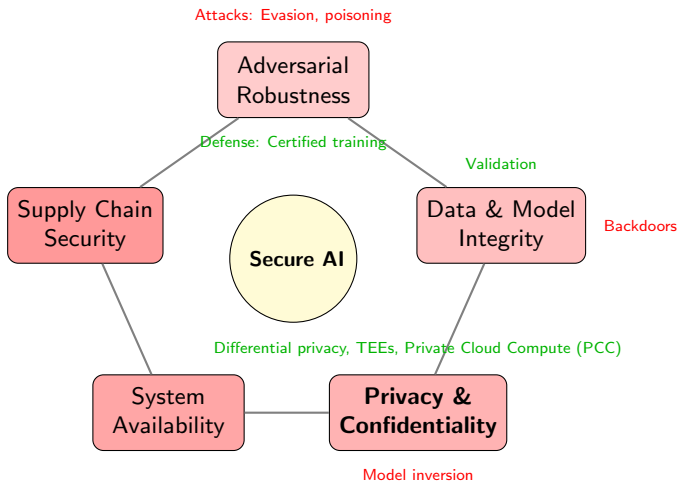 Attacks: Evasion, poisoning
Adversarial
Robustness
Defense: Certified training
Validation
Supply Chain
Security
Data & Model
Integrity
Backdoors
Secure AI
Differential privacy, TEEs, Private Cloud Compute (PCC)
System
Availability
Privacy &
Confidentiality
Model inversion